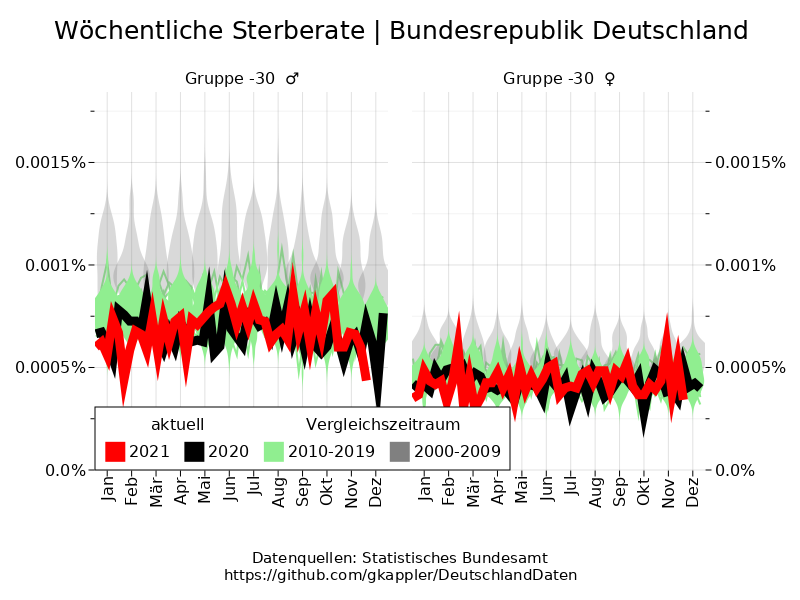 Wöchentliche Sterberate | Bundesrepublik Deutschland
Gruppe -30 ♂
Gruppe -30 ♀
0.0015%
0.001%
0.0005%
0.0%
0.0015%
0.001%
0.0005%
0.0%
aktuell
Vergleichszeitraum
2021
2020
2010-2019
2000-2009
Jan
Feb
Mär
Apr
Mai
Jun
Jul
Aug
Sep
Okt
Nov
Dez
Jan
Feb
Mär
Apr
Mai
Jun
Jul
Aug
Sep
Okt
Nov
Dez
Datenquellen: Statistisches Bundesamt
https://github.com/gkappler/DeutschlandDaten